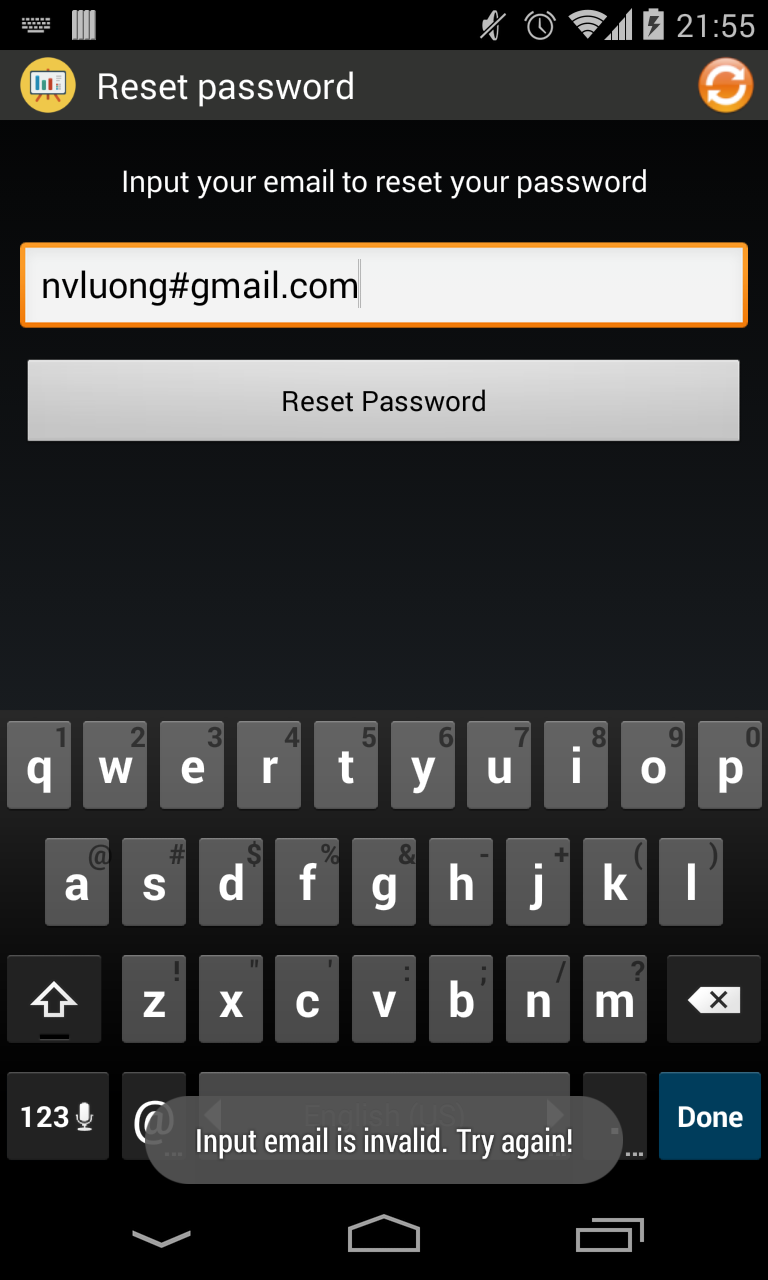 21:55
Reset password
Input your email to reset your password
nvluong#gmail.com
Reset Password
1 2 3 4 5 6 7 8 9 0
q w e r t y u i o p
@ # $ % & - + ( )
a s d f g h j k l
! " ' : ; / ?
z x c v b n m
123 @ English (US) . Done
... ...
Input email is invalid. Try again!